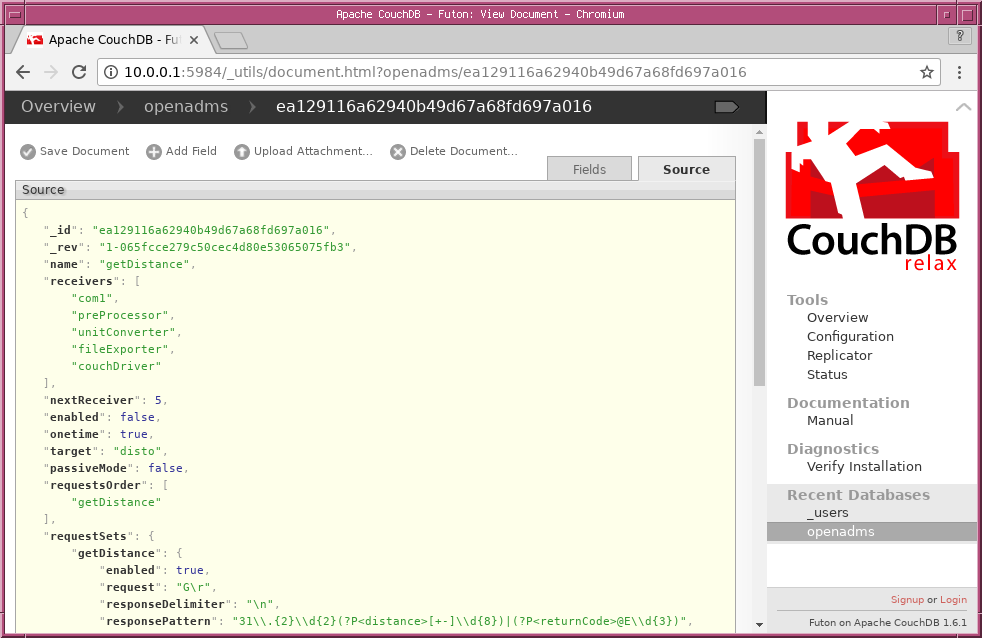 Apache CouchDB - Futon: View Document - Chromium
Apache CouchDB - Fu
10.0.0.1:5984/_utils/document.html?openadms/ea129116a62940b49d67a68fd697a016
Overview openadms ea129116a62940b49d67a68fd697a016
Save Document Add Field Upload Attachment... Delete Document...
Fields Source
Source
{
"_id": "ea129116a62940b49d67a68fd697a016",
"_rev": "1-065fcce279c50cec4d80e53065075fb3",
"name": "getDistance",
"receivers": [
"com1",
"preProcessor",
"unitConverter",
"fileExporter",
"couchDriver"
],
"nextReceiver": 5,
"enabled": false,
"onetime": true,
"target": "disto",
"passiveMode": false,
"requestsOrder": [
"getDistance"
],
"requestSets": {
"getDistance": {
"enabled": true,
"request": "G\r",
"responseDelimiter": "\n",
"responsePattern": "31\\.{2}\\d{2}(?P<distance>[+-]\\d{8})|(?P<returnCode>@E\\d{3})",
CouchDB
relax
Tools
Overview
Configuration
Replicator
Status
Documentation
Manual
Diagnostics
Verify Installation
Recent Databases
_users
openadms
Signup or Login
Futon on Apache CouchDB 1.6.1